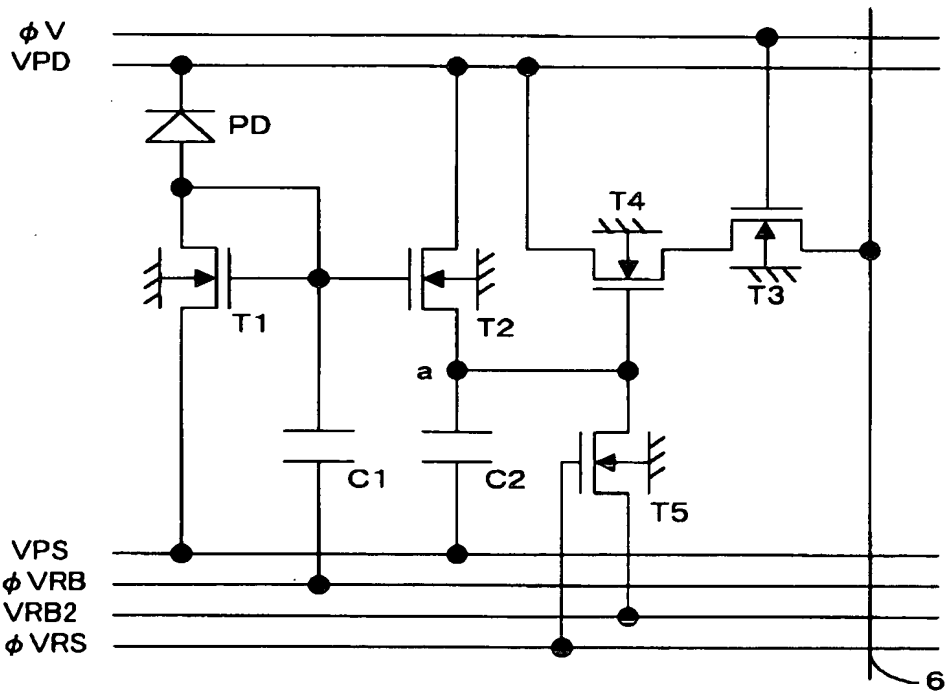 φV
VPD
PD
T4
T3
T1
T2
a
C1
C2
T5
VPS
φVRB
VRB2
φVRS
6